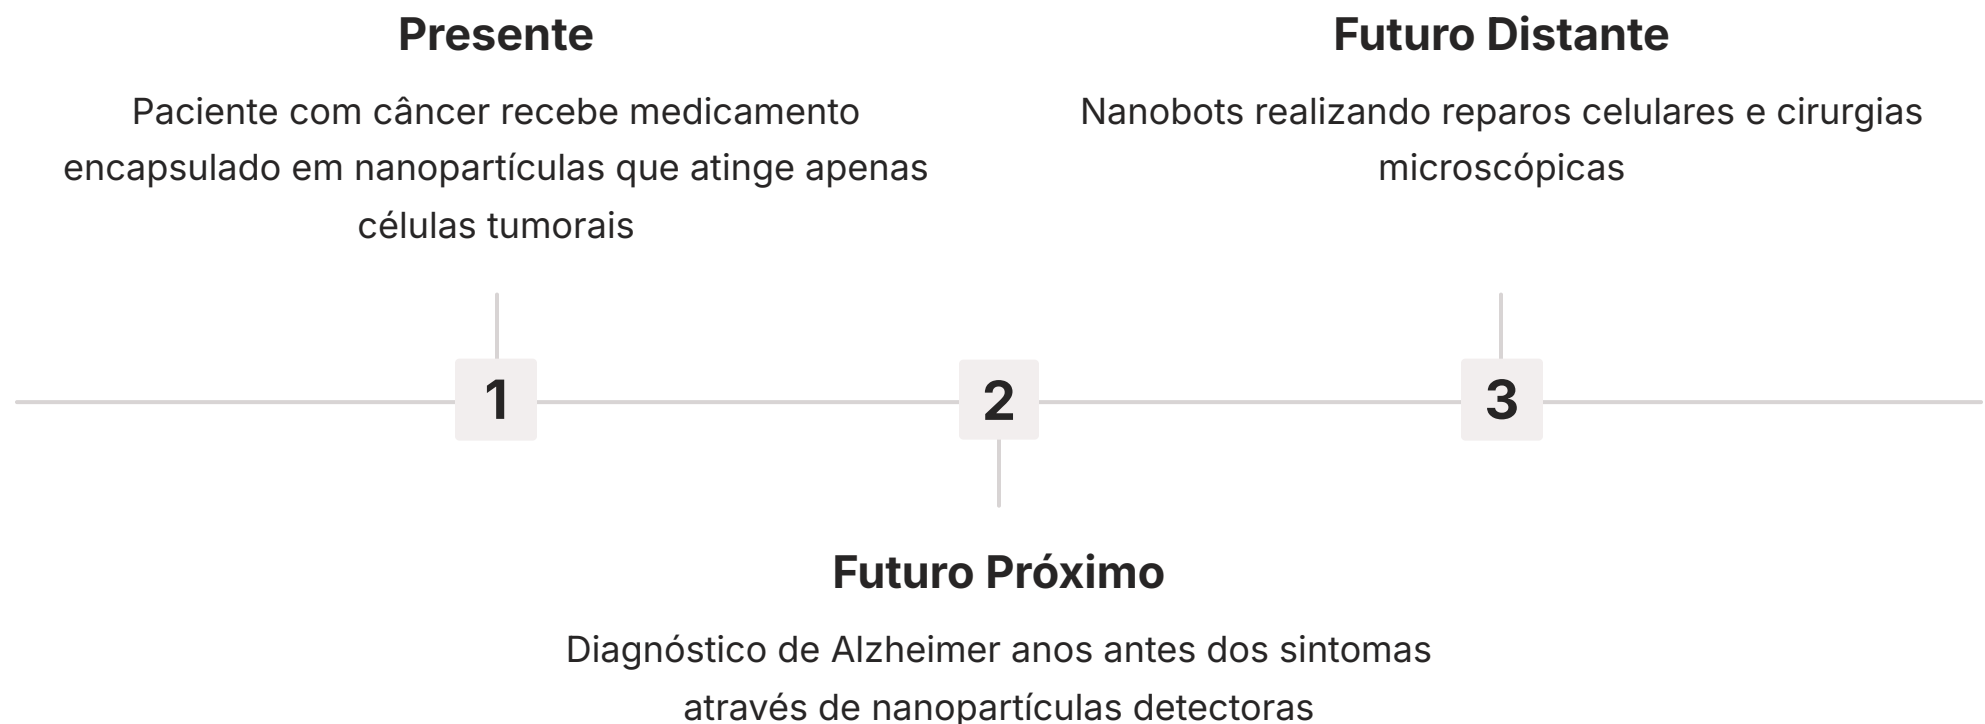 Presente
Paciente com câncer recebe medicamento
encapsulado em nanopartículas que atinge apenas
células tumorais
Futuro Distante
Nanobots realizando reparos celulares e cirurgias
microscópicas
1
2
3
Futuro Próximo
Diagnóstico de Alzheimer anos antes dos sintomas
através de nanopartículas detectoras